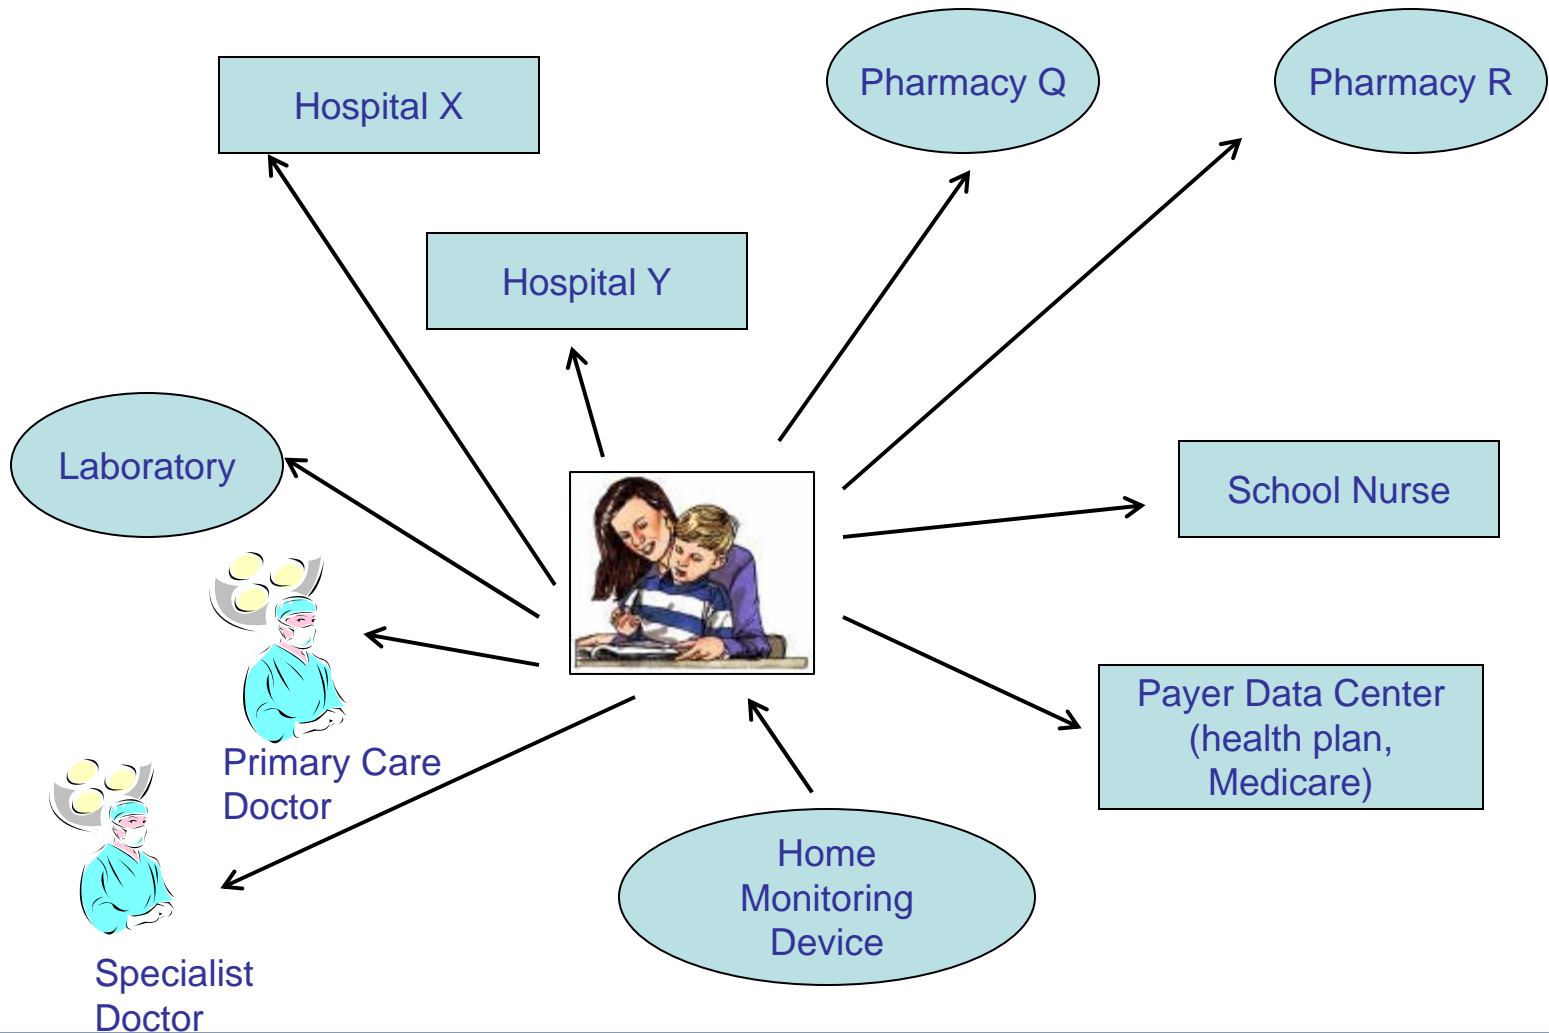 Pharmacy Q
Pharmacy R
Hospital X
Hospital Y
Laboratory
School Nurse
Payer Data Center
(health plan,
Medicare)
Primary Care
Doctor
Home
Monitoring
Device
Specialist
Doctor